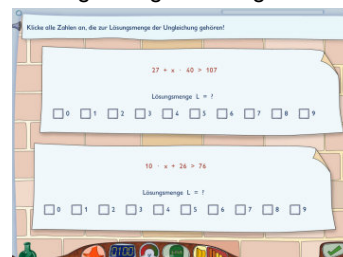 Klicke alle Zahlen an, die zur Lösungsmenge der Ungleichung gehören!
27 + x · 40 > 107
Lösungsmenge L = ?
0 1 2 3 4 5 6 7 8 9
10 · x + 26 > 76
Lösungsmenge L = ?
0 1 2 3 4 5 6 7 8 9